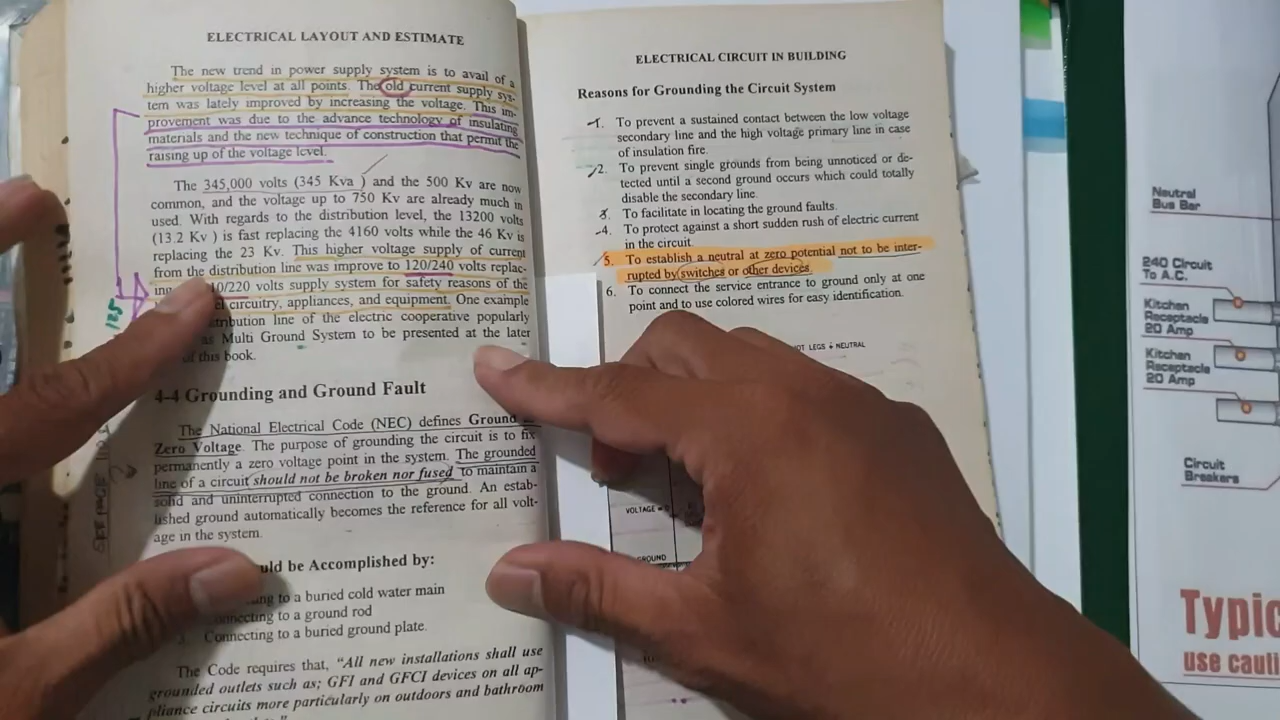 ELECTRICAL LAYOUT AND ESTIMATE
The new trend in power supply system is to avail of a
higher voltage level at all points. The old current supply sys-
tem was lately improved by increasing the voltage. This im-
provement was due to the advance technology of insulating
materials and the new technique of construction that permit the
raising up of the voltage level.
The 345,000 volts (345 Kva ) and the 500 Kv are now
common, and the voltage up to 750 Kv are already much in
used. With regards to the distribution level, the 13200 volts
(13.2 Kv ) is fast replacing the 4160 volts while the 46 Kv is
replacing the 23 Kv. This higher voltage supply of current
from the distribution line was improve to 120/240 volts replac-
10/220 volts supply system for safety reasons of the
circuitry, appliances, and equipment. One example
tribution line of the electric cooperative popularly
as Multi Ground System to be presented at the later
of this book.
4-4 Grounding and Ground Fault
The National Electrical Code (NEC) defines Ground
Zero Voltage. The purpose of grounding the circuit is to fix
permanently a zero voltage point in the system. The grounded
line of a circuit should not be broken nor fused to maintain a
solid and uninterrupted connection to the ground. An estab-
lished ground automatically becomes the reference for all volt-
age in the system.
uld be Accomplished by:
ting to a buried cold water main
onnecting to a ground rod
3. Connecting to a buried ground plate.
The Code requires that, “All new installations shall use
grounded outlets such as; GFI and GFCI devices on all ap-
pliance circuits more particularly on outdoors and bathroom
125
ELECTRICAL CIRCUIT IN BUILDING
Reasons for Grounding the Circuit System
1. To prevent a sustained contact between the low voltage
secondary line and the high voltage primary line in case
of insulation fire.
2. To prevent single grounds from being unnoticed or de-
tected until a second ground occurs which could totally
disable the secondary line.
3. To facilitate in locating the ground faults.
4. To protect against a short sudden rush of electric current
in the circuit.
5. To establish a neutral at zero potential not to be inter-
rupted by switches or other devices.
6. To connect the service entrance to ground only at one
point and to use colored wires for easy identification.
OT LEGS & NEUTRAL
VOLTAGE
GROUND
Neutral
Bus Bar
240 Circuit
To A.C.
Kitchen
Receptacle
20 Amp
Kitchen
Receptacle
20 Amp
Circuit
Breakers
Typic
use cauti